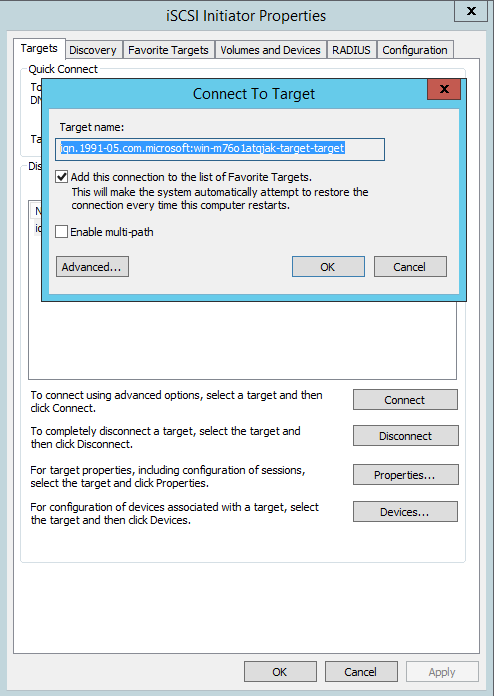 iSCSI Initiator Properties
x
Targets Discovery Favorite Targets Volumes and Devices RADIUS Configuration
Quick Connect
Connect To Target
x
Target name:
iqn.1991-05.com.microsoft:win-m76o1atqjak-target-target
Add this connection to the list of Favorite Targets.
This will make the system automatically attempt to restore the
connection every time this computer restarts.
Enable multi-path
Advanced... OK Cancel
To connect using advanced options, select a target and then
click Connect.
Connect
To completely disconnect a target, select the target and
then click Disconnect.
Disconnect
For target properties, including configuration of sessions,
select the target and click Properties.
Properties...
For configuration of devices associated with a target, select
the target and then click Devices.
Devices...
OK Cancel Apply